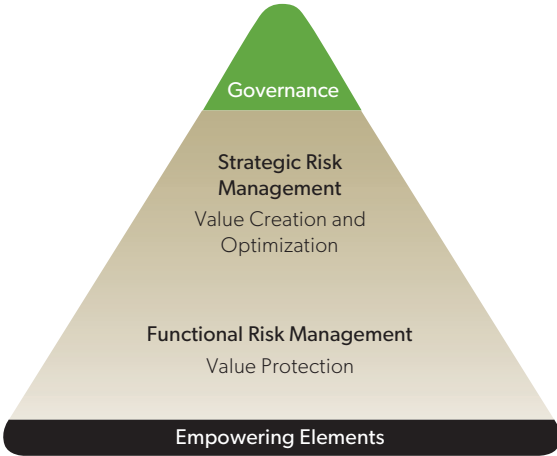 Governance
Strategic Risk
Management
Value Creation and
Optimization
Functional Risk Management
Value Protection
Empowering Elements